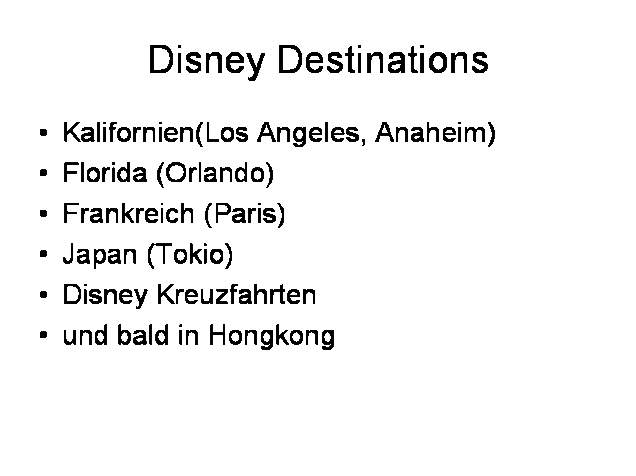 Disney Destinations
• Kalifornien(Los Angeles, Anaheim)
• Florida (Orlando)
• Frankreich (Paris)
• Japan (Tokio)
• Disney Kreuzfahrten
• und bald in Hongkong